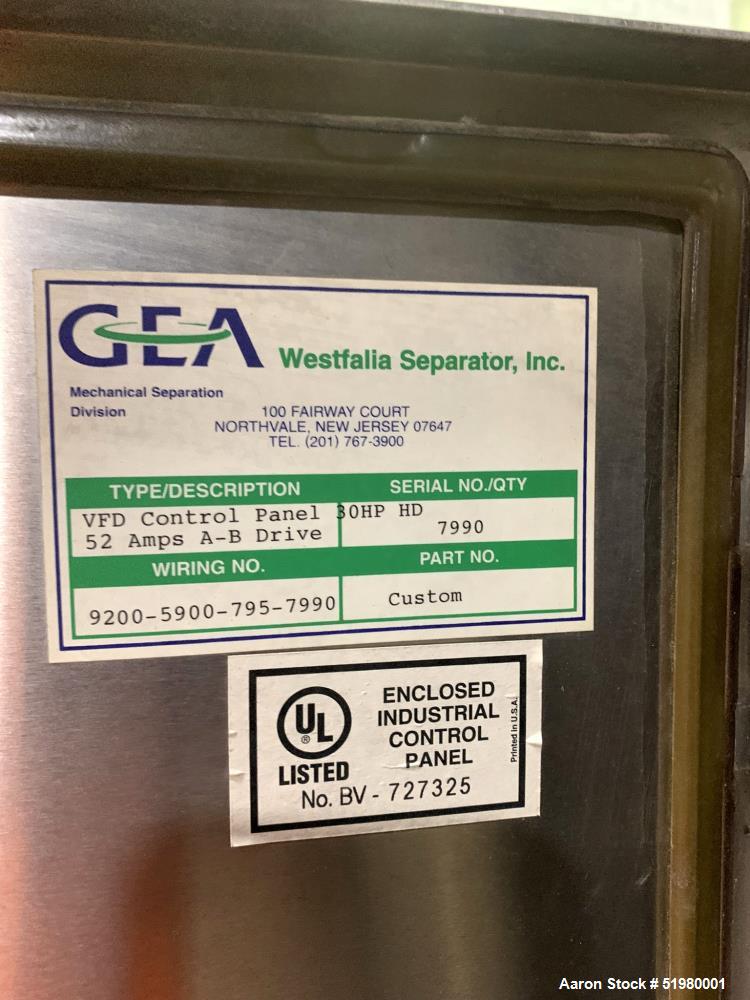 GEA Westfalia Separator, Inc.
Mechanical Separation
Division
100 FAIRWAY COURT
NORTHVALE, NEW JERSEY 07647
TEL. (201) 767-3900
TYPE/DESCRIPTION SERIAL NO./QTY
VFD Control Panel 30HP HD
52 Amps A-B Drive 7990
WIRING NO. PART NO.
9200-5900-795-7990 Custom
UL ®
LISTED
ENCLOSED
INDUSTRIAL
CONTROL
PANEL
No. BV - 727325
Printed in U.S.A.
Aaron Stock # 51980001